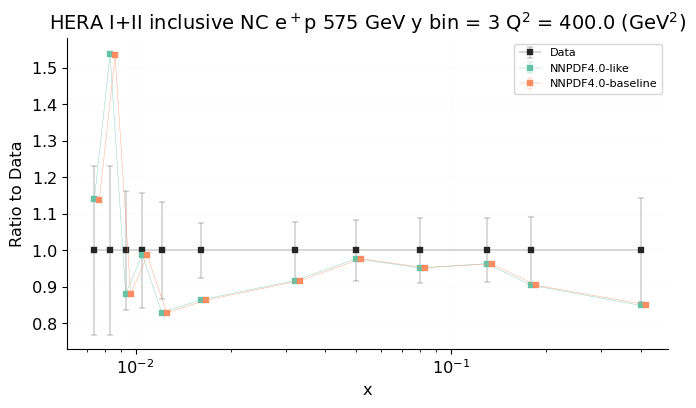 HERA I+II inclusive NC e⁺p 575 GeV y bin = 3 Q² = 400.0 (GeV²)
Data
NNPDF4.0-like
NNPDF4.0-baseline
Ratio to Data
1.5
1.4
1.3
1.2
1.1
1.0
0.9
0.8
10⁻² 10⁻¹
x